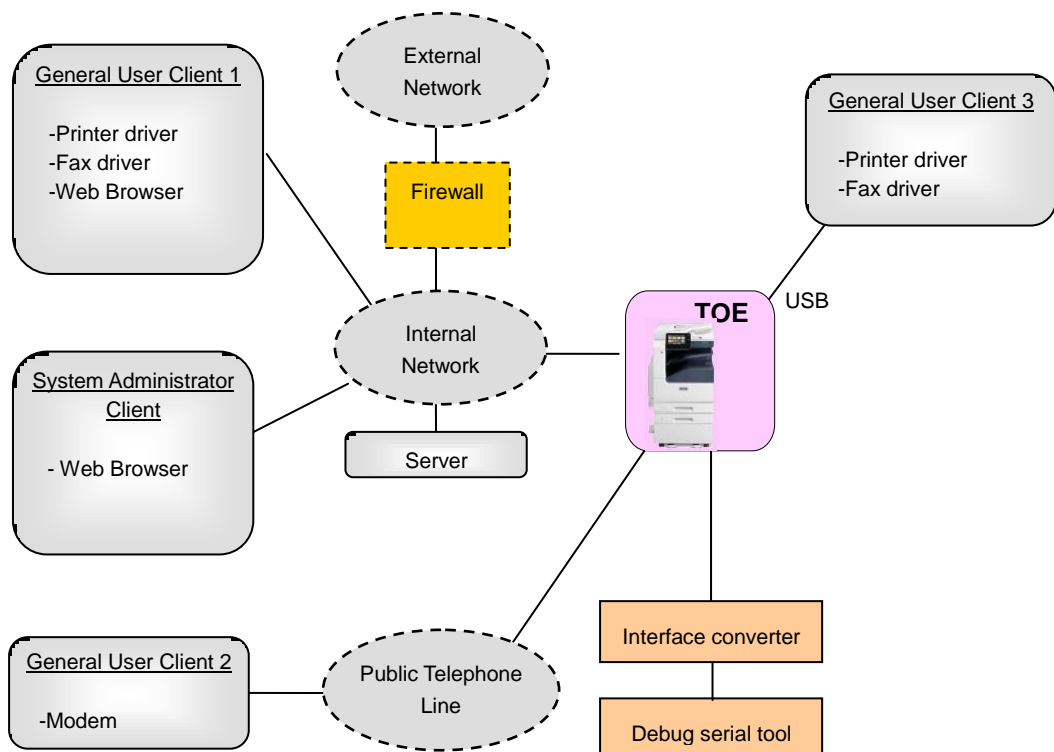 General User Client 1
-Printer driver
-Fax driver
-Web Browser
External
Network
General User Client 3
-Printer driver
-Fax driver
Firewall
TOE
USB
Internal
Network
System Administrator
Client
- Web Browser
Server
Interface converter
General User Client 2
-Modem
Public Telephone
Line
Debug serial tool